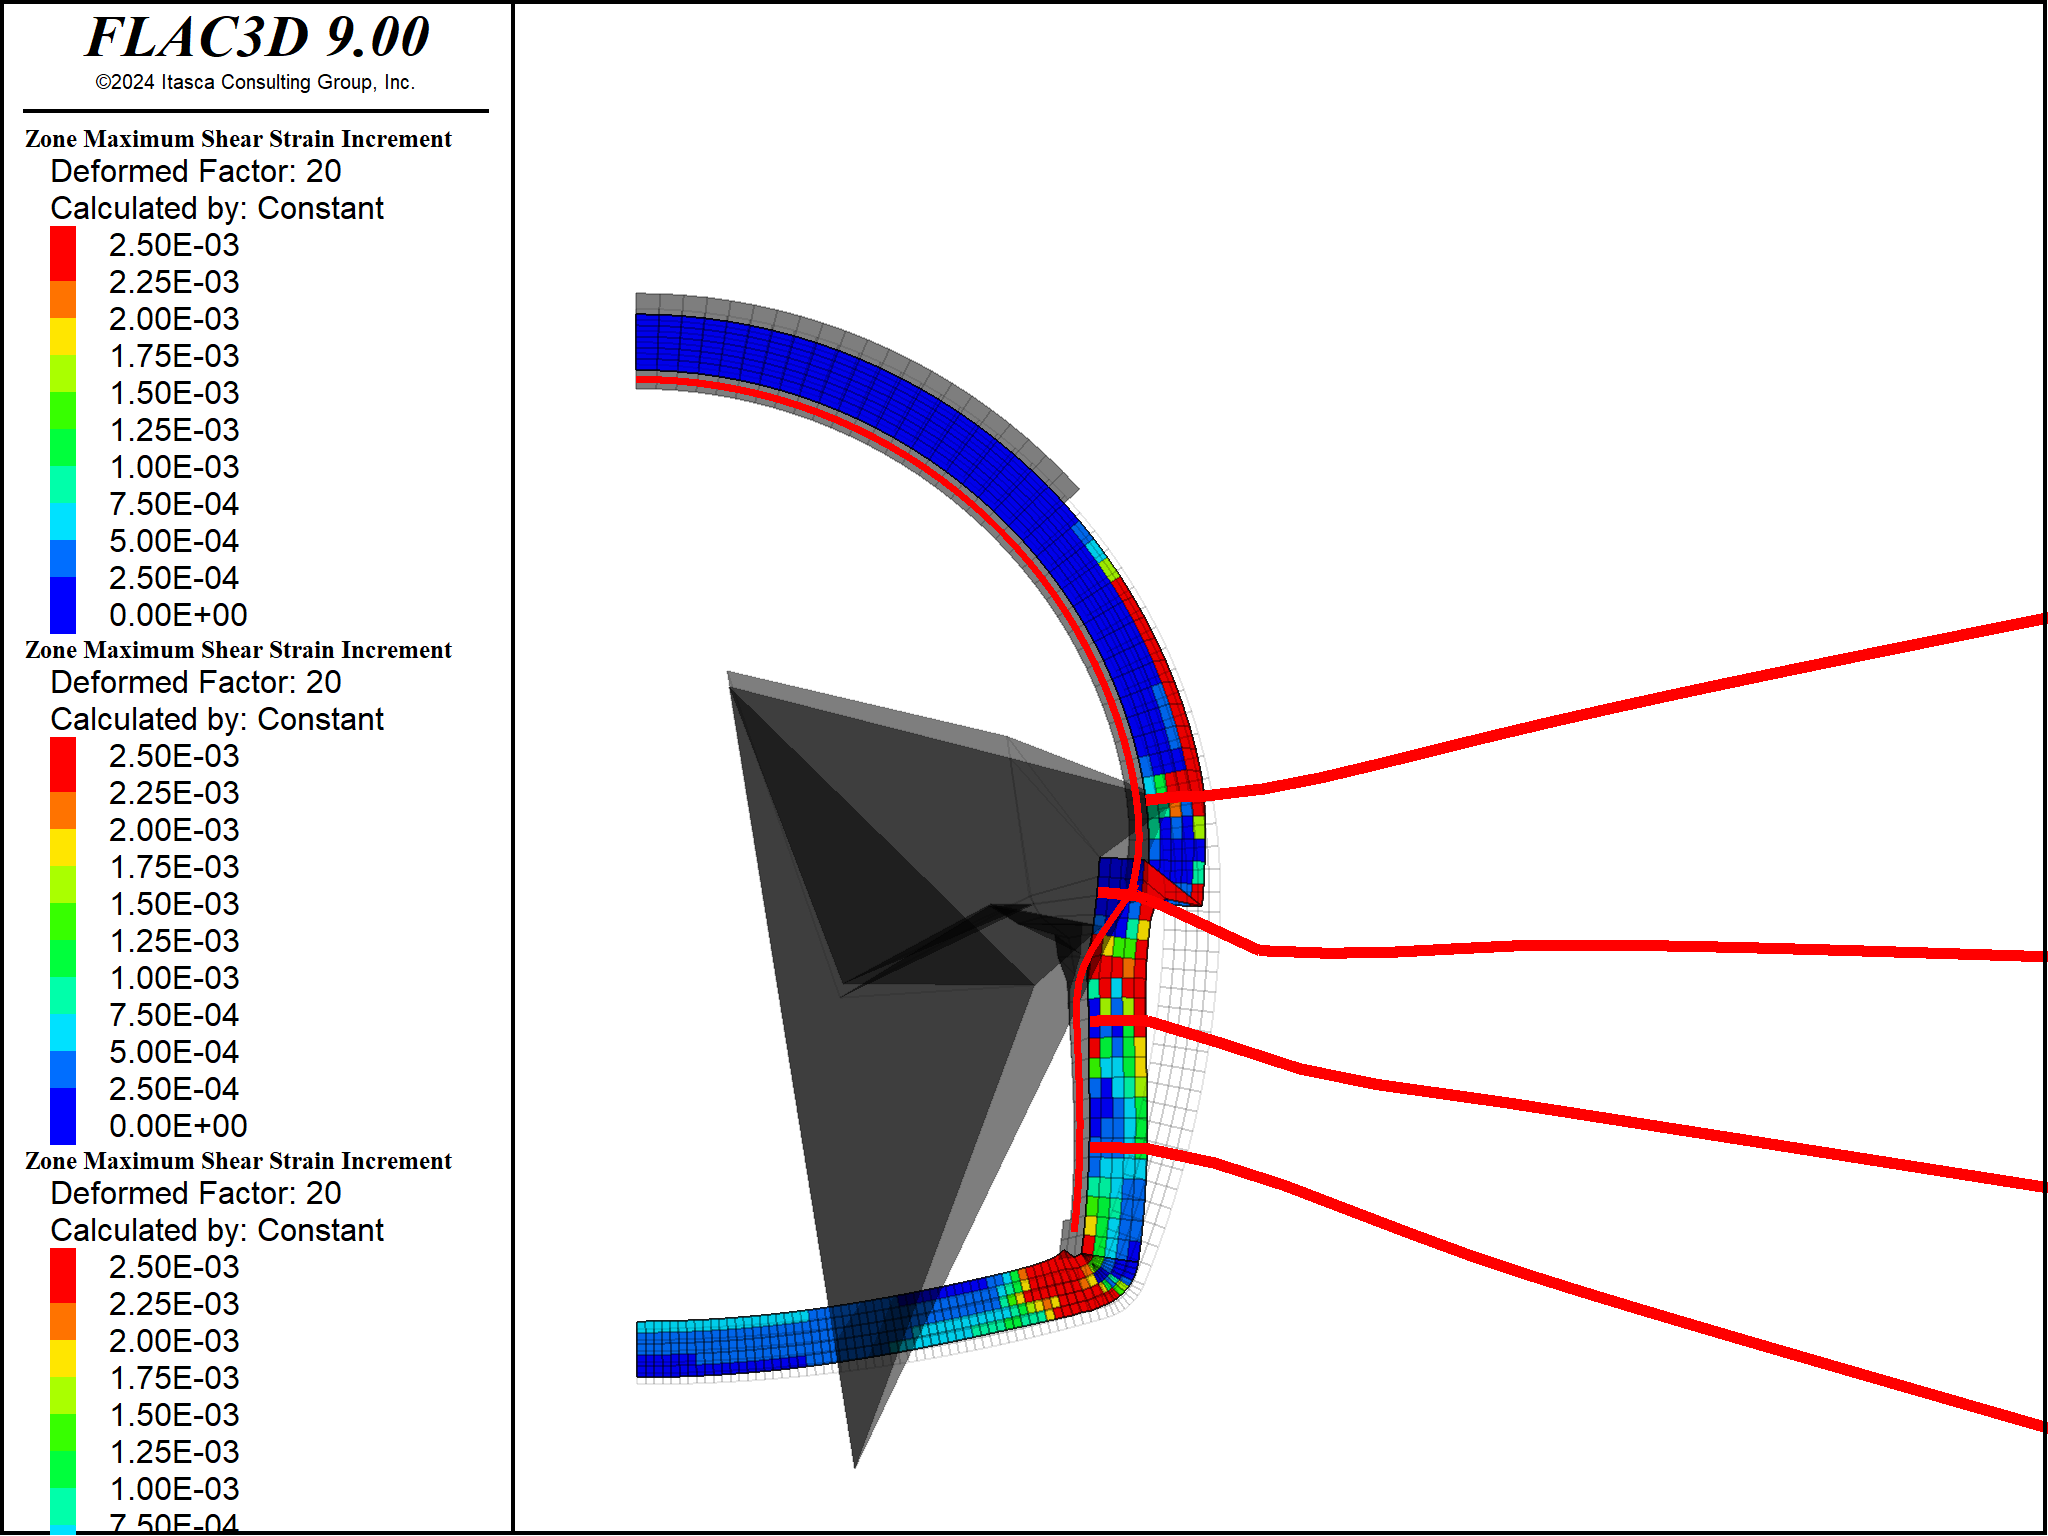 FLAC3D 9.00
©2024 Itasca Consulting Group, Inc.
Zone Maximum Shear Strain Increment
Deformed Factor: 20
Calculated by: Constant
2.50E-03
2.25E-03
2.00E-03
1.75E-03
1.50E-03
1.25E-03
1.00E-03
7.50E-04
5.00E-04
2.50E-04
0.00E+00
Zone Maximum Shear Strain Increment
Deformed Factor: 20
Calculated by: Constant
2.50E-03
2.25E-03
2.00E-03
1.75E-03
1.50E-03
1.25E-03
1.00E-03
7.50E-04
5.00E-04
2.50E-04
0.00E+00
Zone Maximum Shear Strain Increment
Deformed Factor: 20
Calculated by: Constant
2.50E-03
2.25E-03
2.00E-03
1.75E-03
1.50E-03
1.25E-03
1.00E-03
7.50E-04